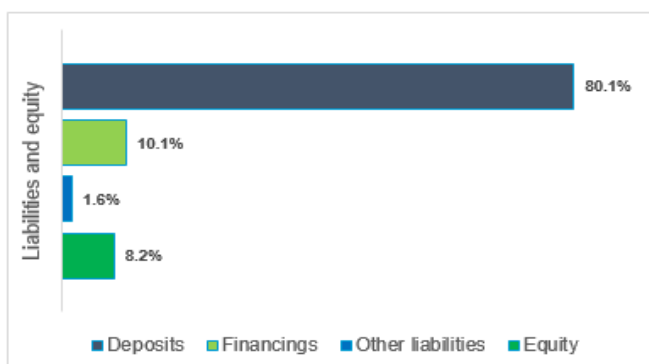 Liabilities and equity
80.1%
10.1%
1.6%
8.2%
Deposits Financings Other liabilities Equity